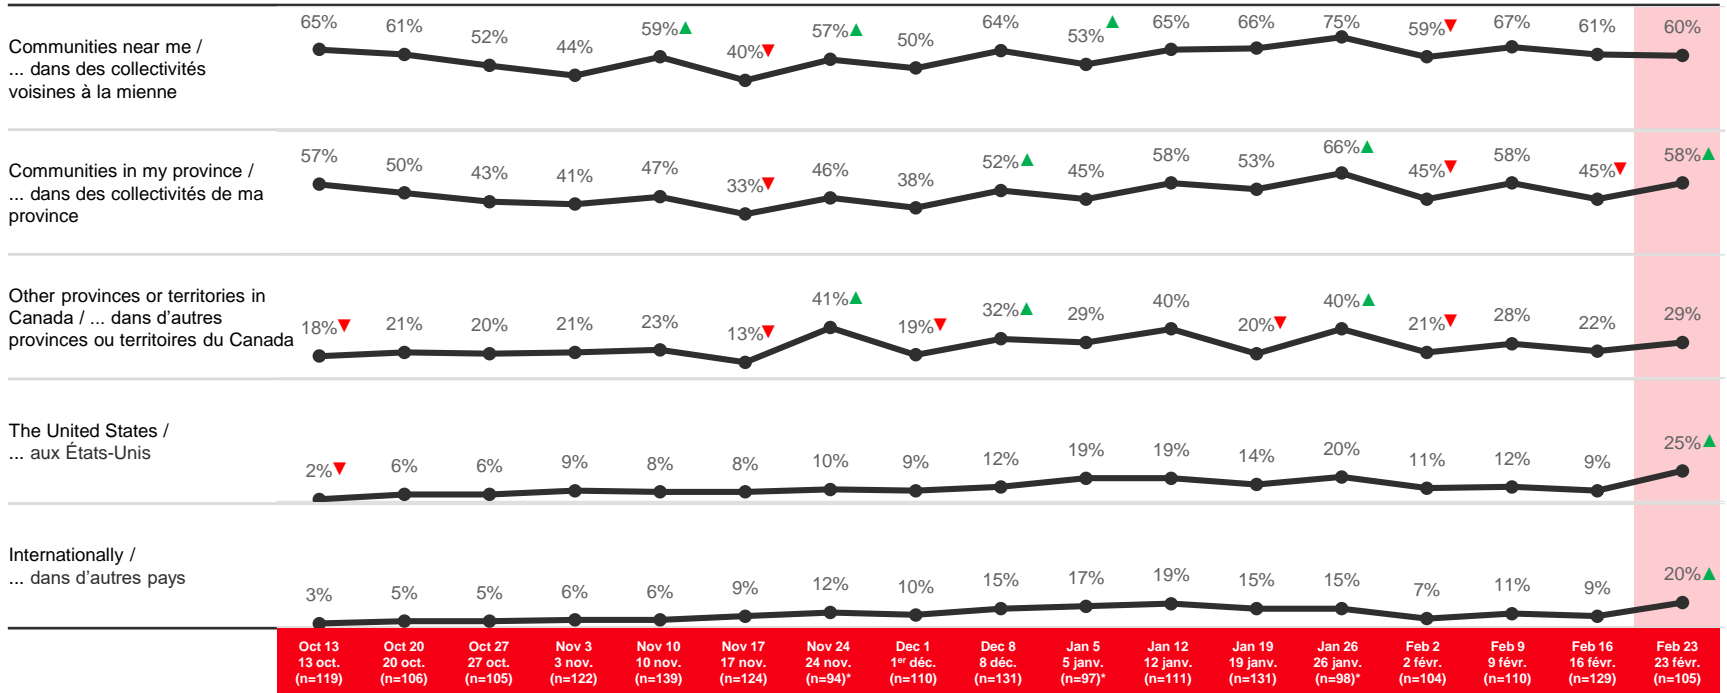 Communities near me /
... dans des collectivités
voisines à la mienne
65% 61% 52% 44% 59%▲ 40%▼ 57%▲ 50% 64% 53%▲ 65% 66% 75% 59%▼ 67% 61% 60%
Communities in my province /
... dans des collectivités de ma
province
57% 50% 43% 41% 47% 33%▼ 46% 38% 52%▲ 45% 58% 53% 66%▲ 45%▼ 58% 45%▼ 58%▲
Other provinces or territories in
Canada / ... dans d’autres
provinces ou territoires du Canada
18%▼ 21% 20% 21% 23% 13%▼ 41%▲ 19%▼ 32%▲ 29% 40% 20%▼ 40%▲ 21%▼ 28% 22% 29%
The United States /
... aux États-Unis
2%▼ 6% 6% 9% 8% 8% 10% 9% 12% 19% 19% 14% 20% 11% 12% 9% 25%▲
Internationally /
... dans d'autres pays
3% 5% 5% 6% 6% 9% 12% 10% 15% 17% 19% 15% 15% 7% 11% 9% 20%▲
Oct 13 Oct 20 Oct 27 Nov 3 Nov 10 Nov 17 Nov 24 Dec 1 Dec 8 Jan 5 Jan 12 Jan 19 Jan 26 Feb 2 Feb 9 Feb 16 Feb 23
13 oct. 20 oct. 27 oct. 3 nov. 10 nov. 17 nov. 24 nov. 1er déc. 8 déc. 5 janv. 12 janv. 19 janv. 26 janv. 2 févr. 9 févr. 16 févr. 23 févr.
(n=119) (n=106) (n=105) (n=122) (n=139) (n=124) (n=94)* (n=110) (n=131) (n=97)* (n=111) (n=131) (n=98)* (n=104) (n=110) (n=129) (n=105)